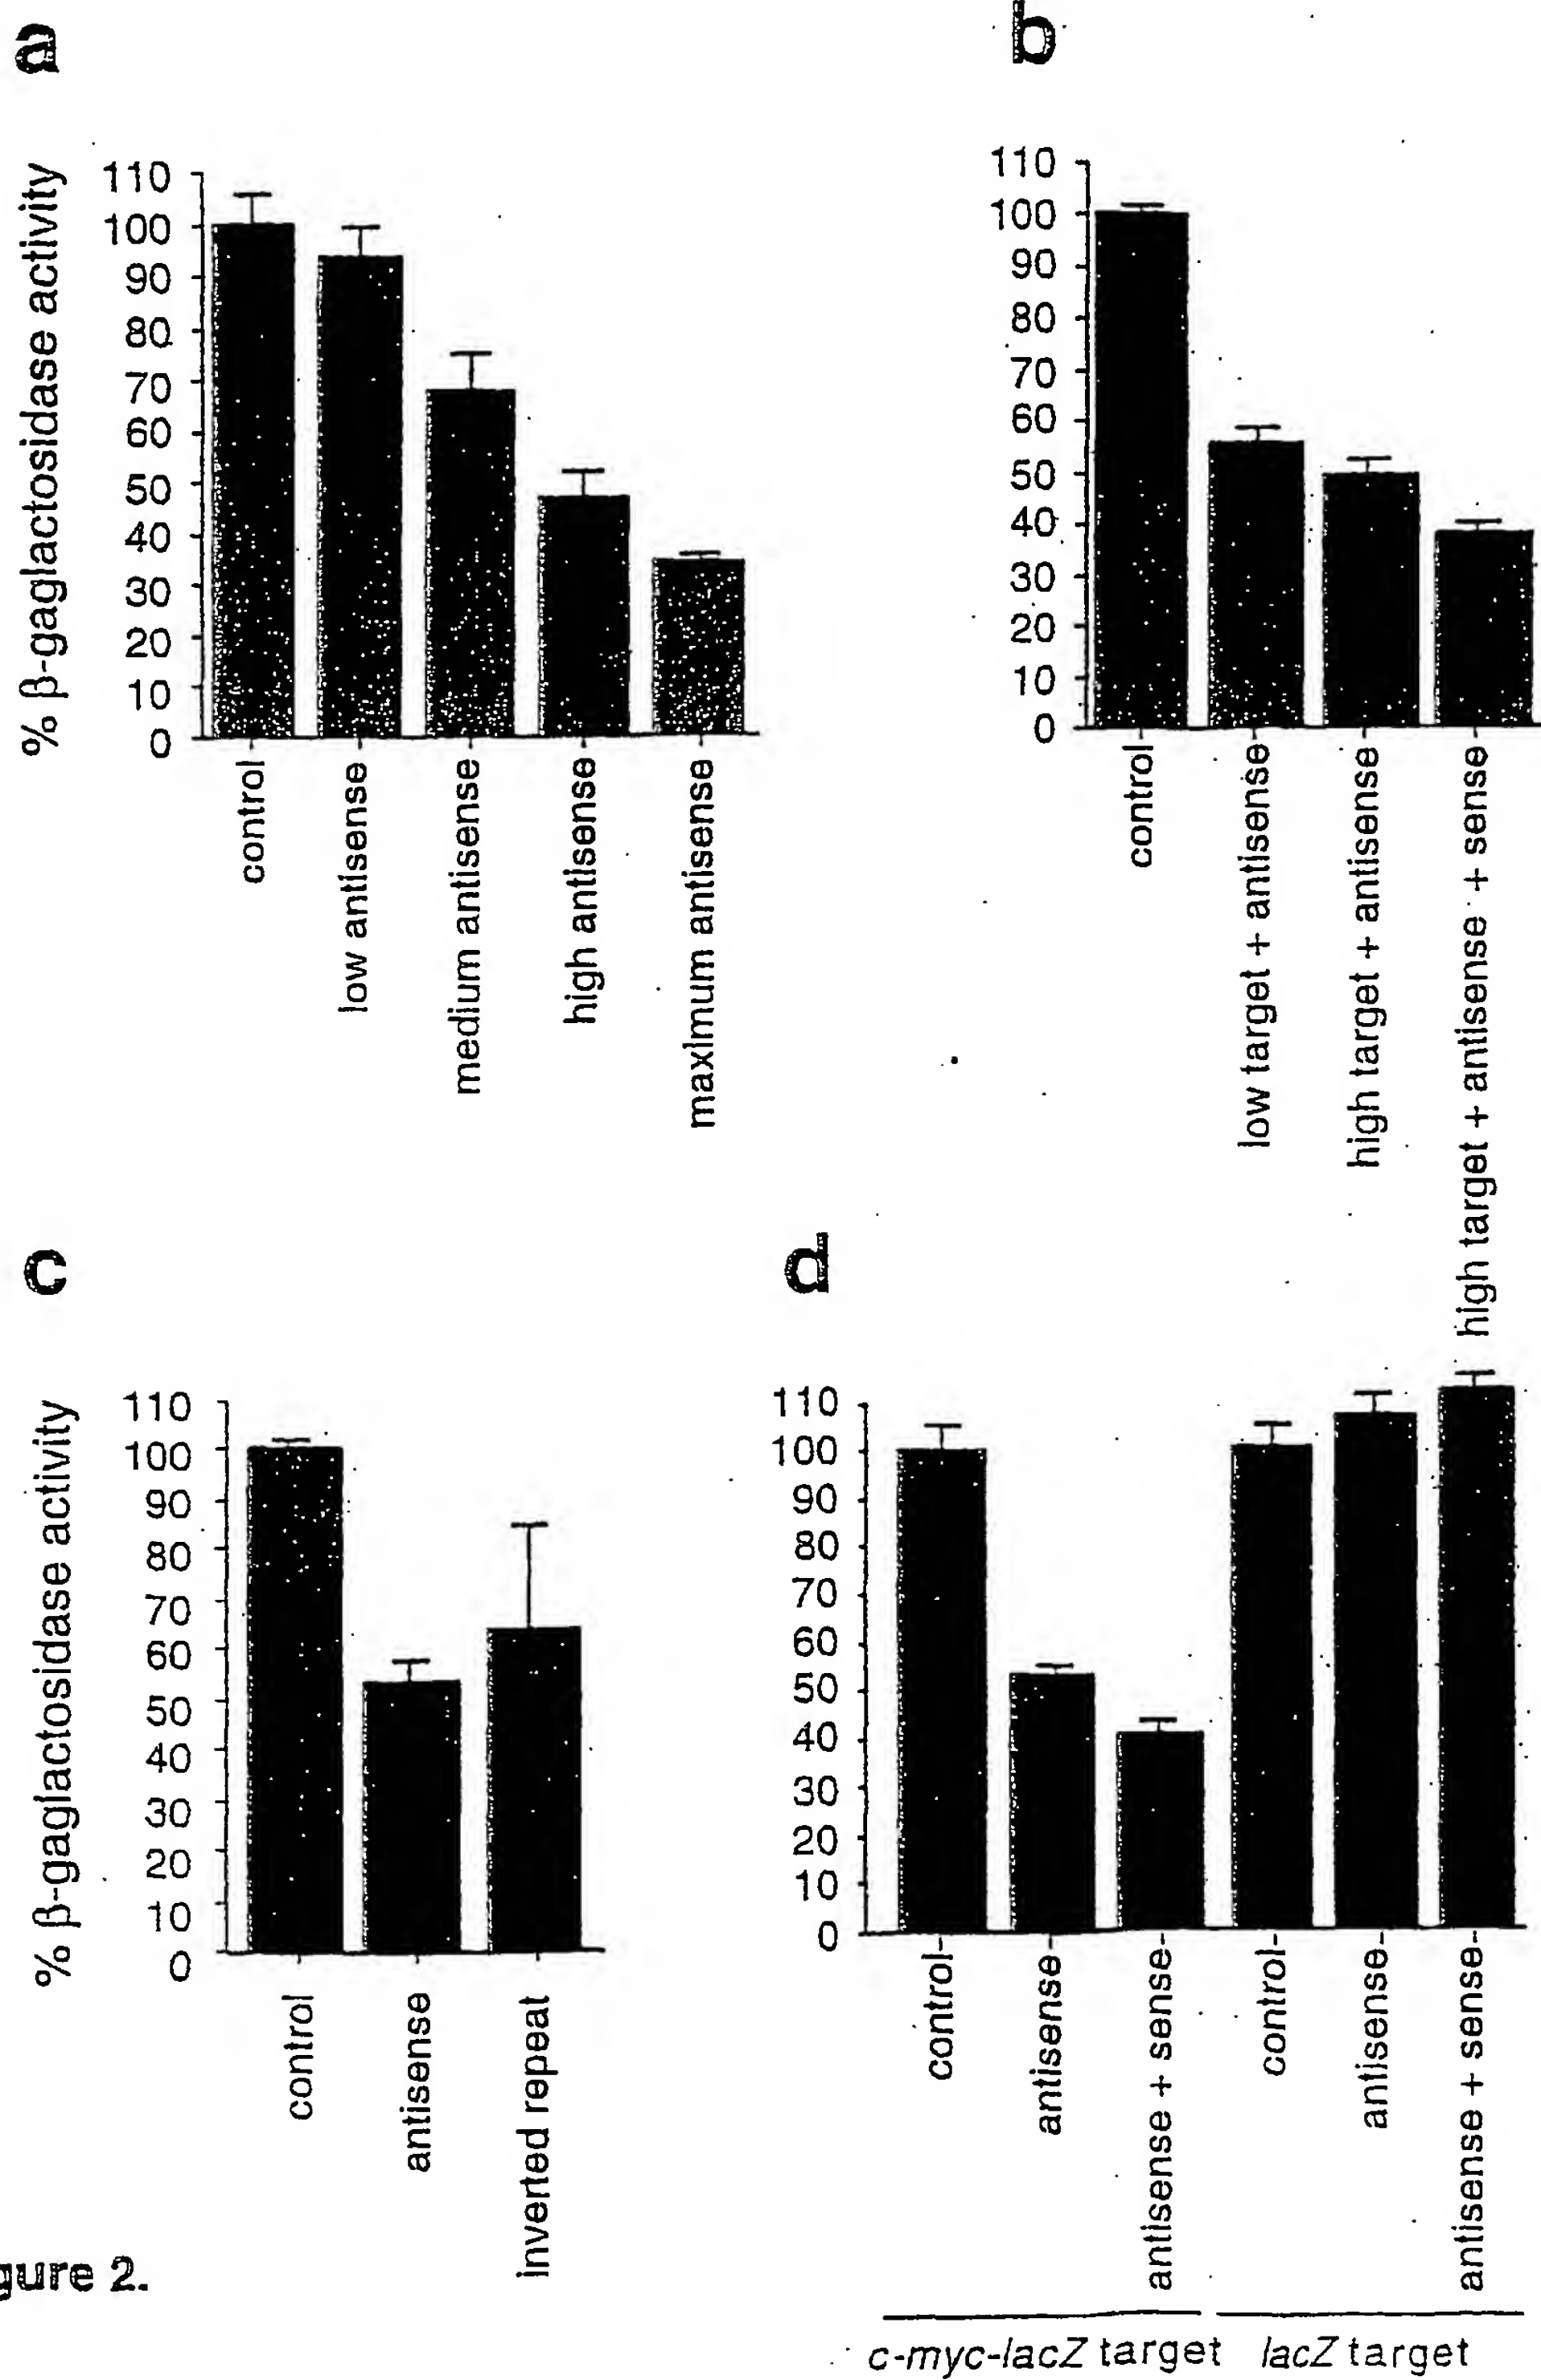 a
% β-gaglactosidase activity
110
100
90
80
70
60
50
40
30
20
10
0
control
low antisense
medium antisense
high antisense
maximum antisense
b
110
100
90
80
70
60
50
40
30
20
10
0
control
low target + antisense
high target + antisense
high target + antisense + sense
c
% β-gaglactosidase activity
110
100
90
80
70
60
50
40
30
20
10
0
control
antisense
inverted repeat
d
110
100
90
80
70
60
50
40
30
20
10
0
control
antisense
antisense + sense
control
antisense
antisense + sense
c-myc-lacZ target
lacZ target
gure 2.